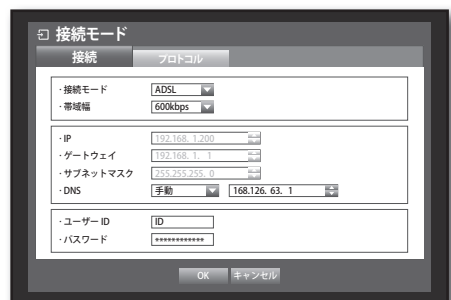 接続モード
接続 プロトコル
・接続モード ADSL
・帯域幅 600kbps
・IP 192.168. 1.200
・ゲートウェイ 192.168. 1. 1
・サブネットマスク 255.255.255. 0
・DNS 手動 168.126. 63. 1
・ユーザー ID ID
・パスワード ************
OK キャンセル